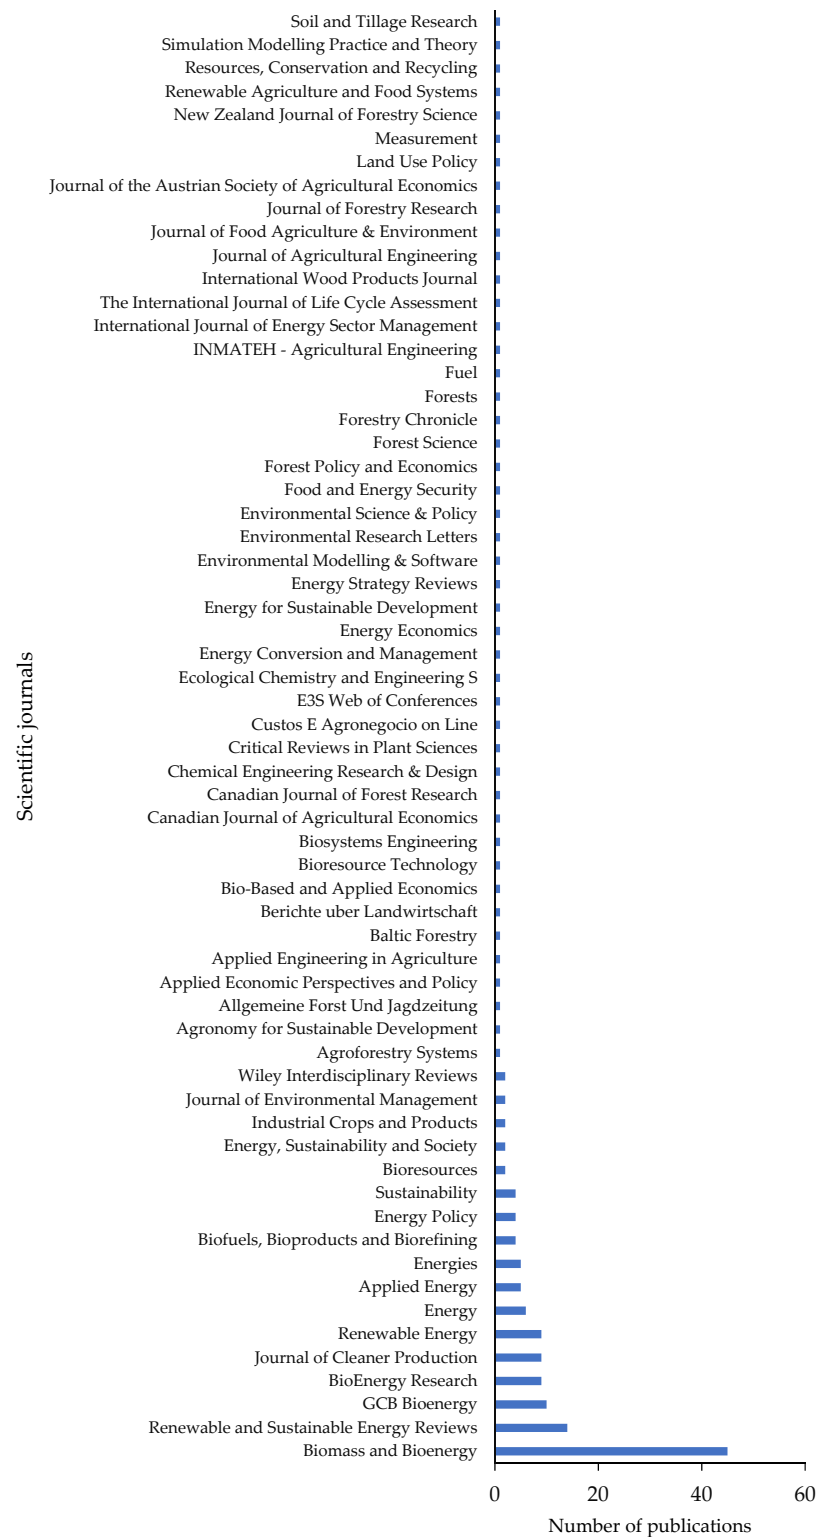 Soil and Tillage Research
Simulation Modelling Practice and Theory
Resources, Conservation and Recycling
Renewable Agriculture and Food Systems
New Zealand Journal of Forestry Science
Measurement
Land Use Policy
Journal of the Austrian Society of Agricultural Economics
Journal of Forestry Research
Journal of Food Agriculture & Environment
Journal of Agricultural Engineering
International Wood Products Journal
The International Journal of Life Cycle Assessment
International Journal of Energy Sector Management
INMATEH - Agricultural Engineering
Fuel
Forests
Forestry Chronicle
Forest Science
Forest Policy and Economics
Food and Energy Security
Environmental Science & Policy
Environmental Research Letters
Environmental Modelling & Software
Energy Strategy Reviews
Energy for Sustainable Development
Energy Economics
Energy Conversion and Management
Ecological Chemistry and Engineering S
E3S Web of Conferences
Custos E Agronegocio on Line
Critical Reviews in Plant Sciences
Chemical Engineering Research & Design
Canadian Journal of Forest Research
Canadian Journal of Agricultural Economics
Biosystems Engineering
Bioresource Technology
Bio-Based and Applied Economics
Berichte uber Landwirtschaft
Baltic Forestry
Applied Engineering in Agriculture
Applied Economic Perspectives and Policy
Allgemeine Forst Und Jagdzeitung
Agronomy for Sustainable Development
Agroforestry Systems
Wiley Interdisciplinary Reviews
Journal of Environmental Management
Industrial Crops and Products
Energy, Sustainability and Society
Bioresources
Sustainability
Energy Policy
Biofuels, Bioproducts and Biorefining
Energies
Applied Energy
Energy
Renewable Energy
Journal of Cleaner Production
BioEnergy Research
GCB Bioenergy
Renewable and Sustainable Energy Reviews
Biomass and Bioenergy
Scientific journals
0 20 40 60
Number of publications